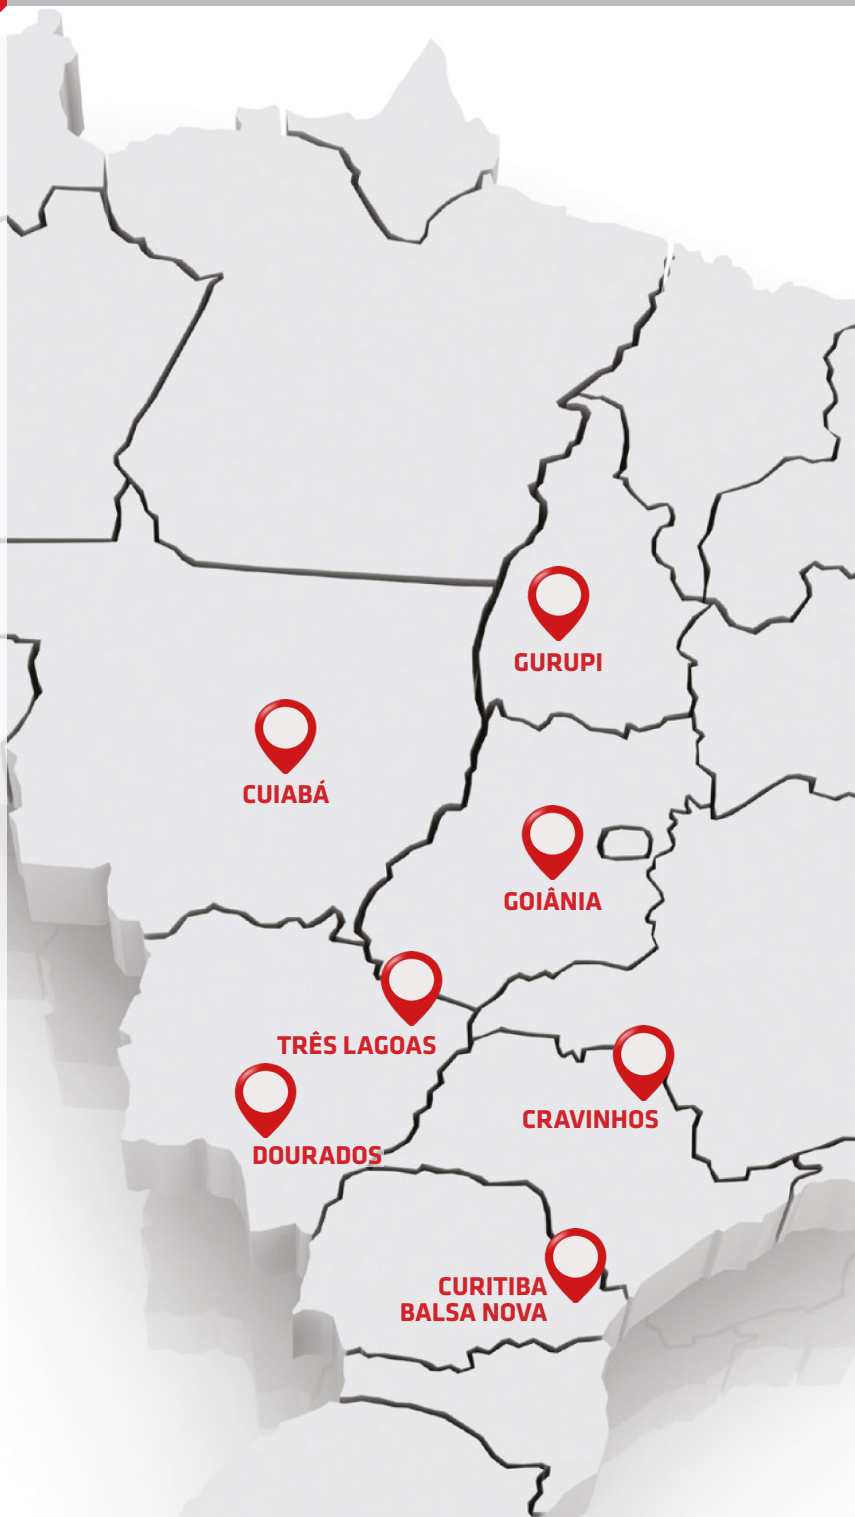 GURUPI
CUIABÁ
GOIÂNIA
TRÊS LAGOAS
CRAVINHOS
DOURADOS
CURITIBA
BALSA NOVA